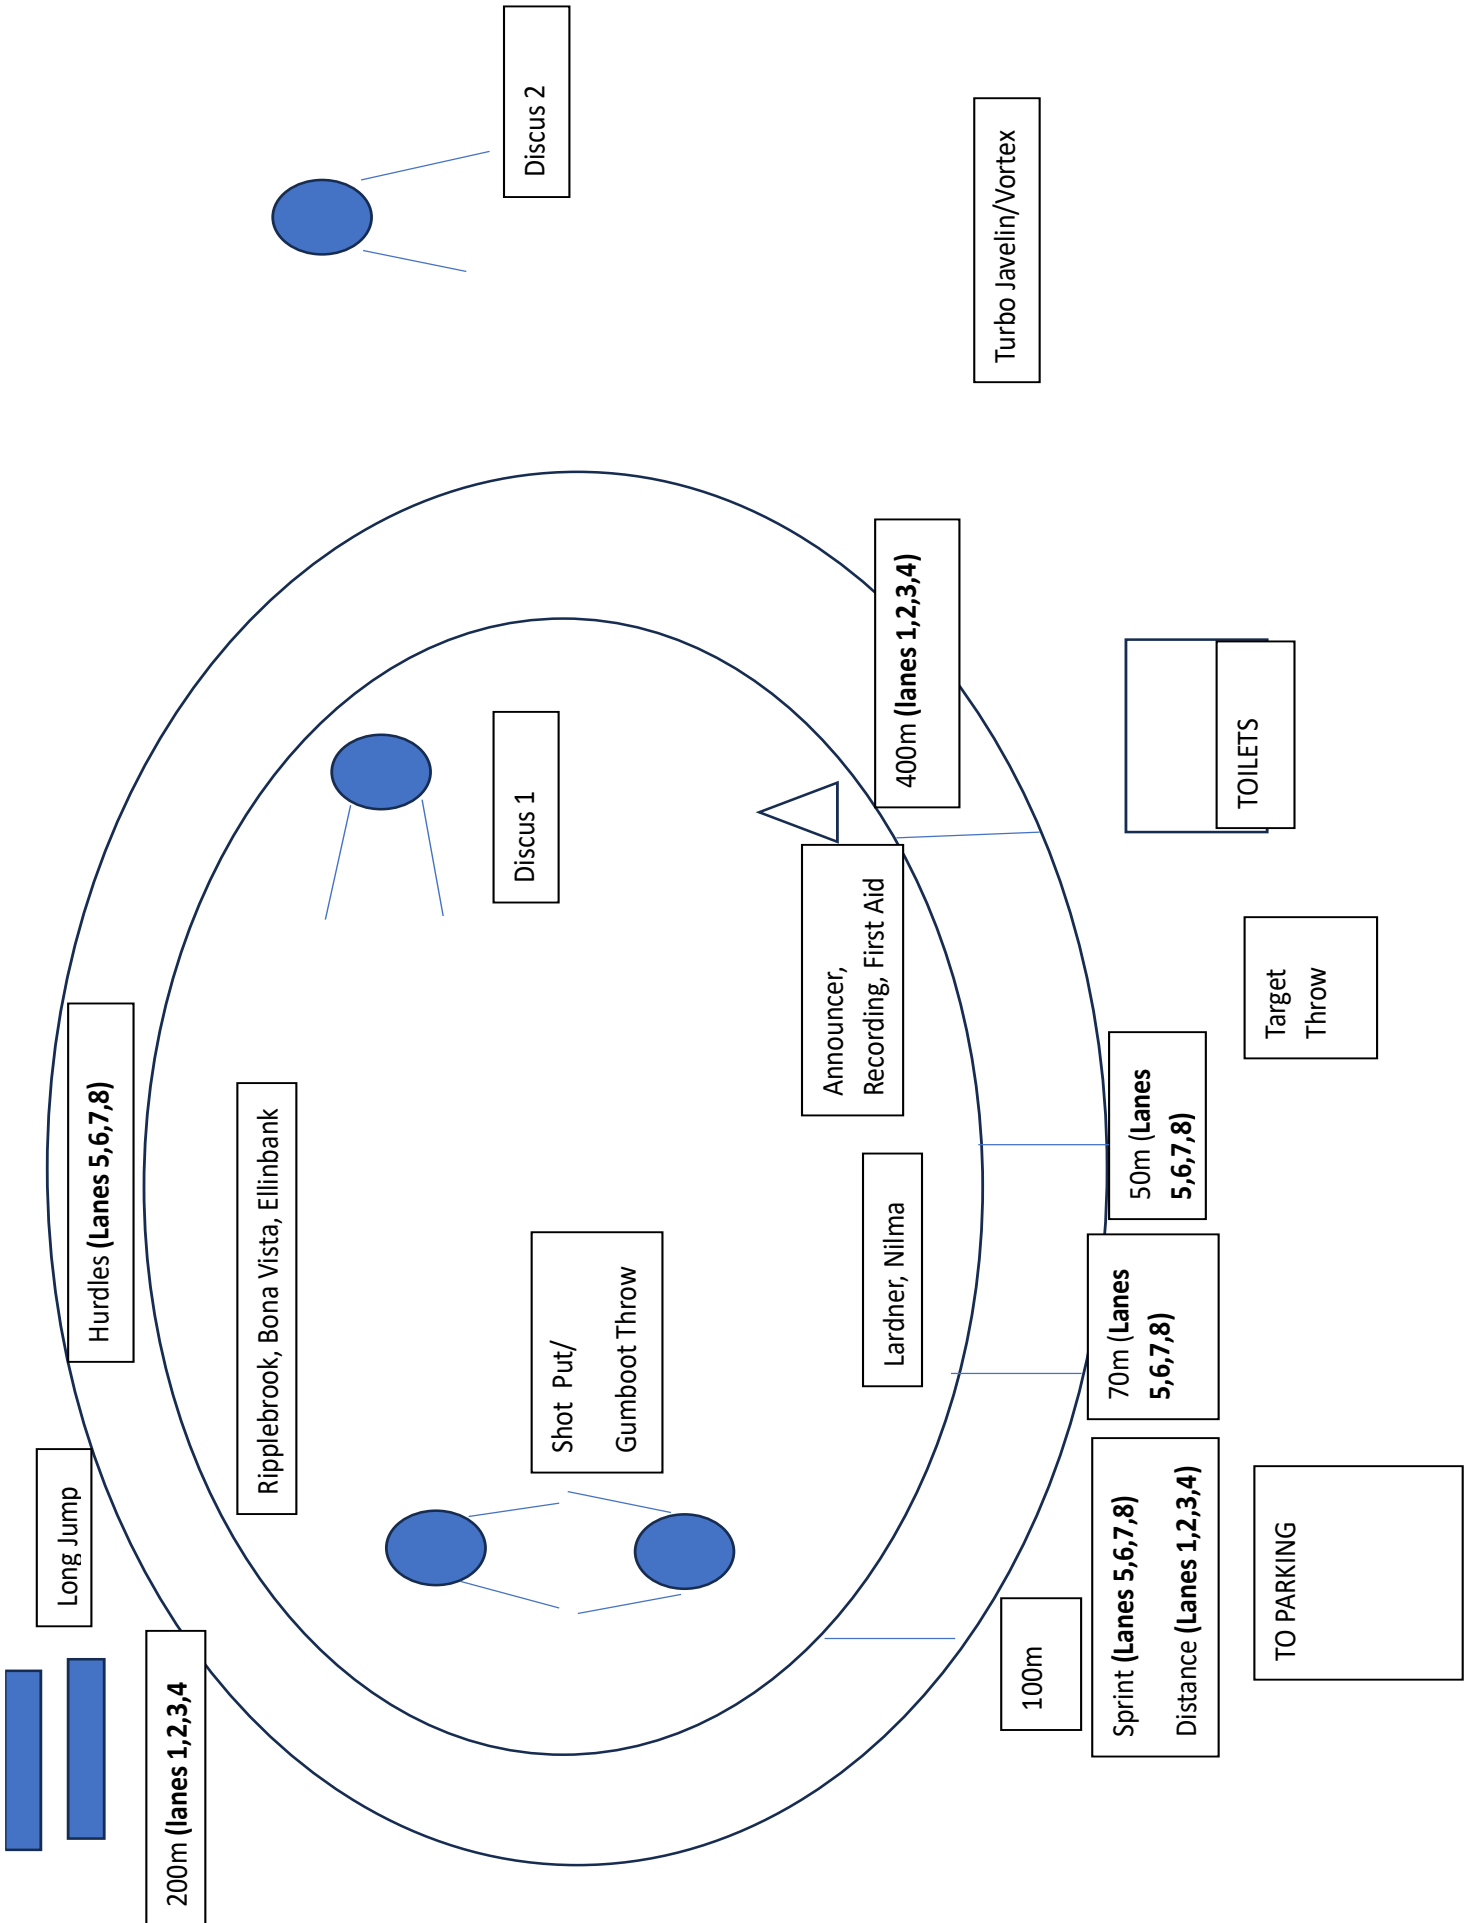 Long Jump
200m (lanes 1,2,3,4
Hurdles (Lanes 5,6,7,8)
Ripplebrook, Bona Vista, Ellinbank
Discus 2
Discus 1
Shot Put/
Gumboot Throw
Announcer,
Recording, First Aid
Lardner, Nilma
400m (lanes 1,2,3,4)
Turbo Javelin/Vortex
100m
Sprint (Lanes 5,6,7,8)
Distance (Lanes 1,2,3,4)
70m (Lanes
5,6,7,8)
50m (Lanes
5,6,7,8)
TO PARKING
Target
Throw
TOILETS